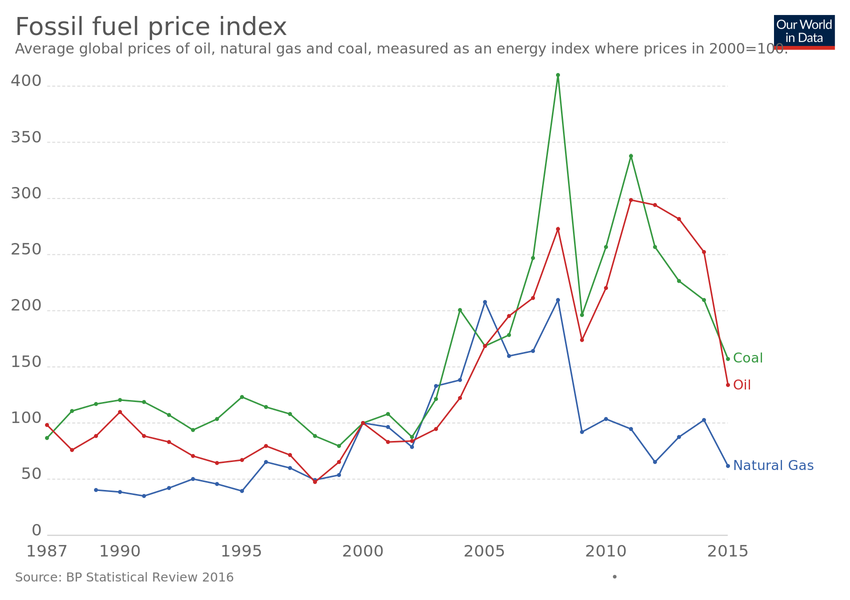 Fossil fuel price index
Our World
in Data
Average global prices of oil, natural gas and coal, measured as an energy index where prices in 2000=100.
400
350
300
250
200
150
100
50
0
Coal
Oil
Natural Gas
1987 1990 1995 2000 2005 2010 2015
Source: BP Statistical Review 2016